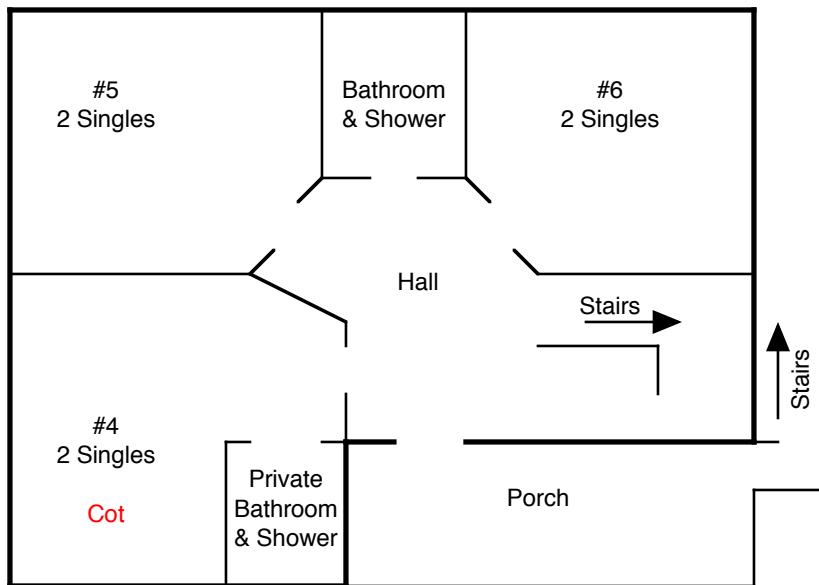 #5
2 Singles
Bathroom
& Shower
#6
2 Singles
Hall
Stairs
Stairs
#4
2 Singles
Cot
Private
Bathroom
& Shower
Porch